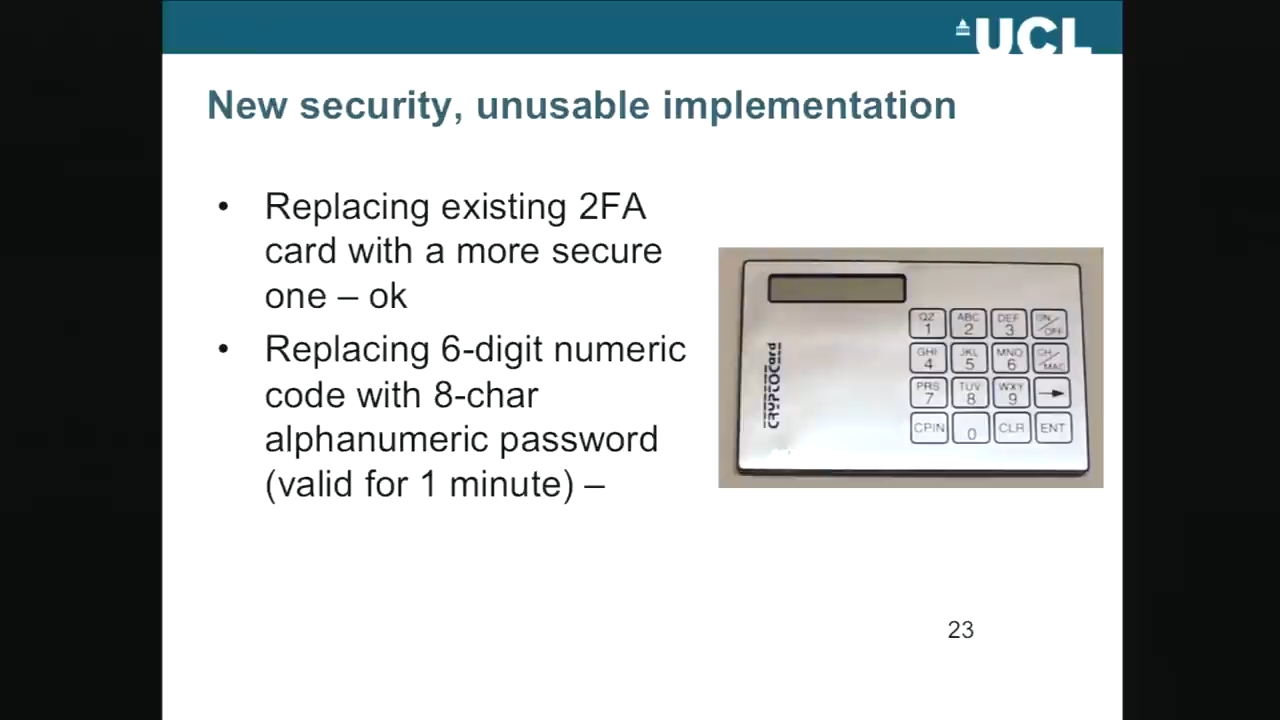 UCL
New security, unusable implementation
• Replacing existing 2FA
card with a more secure
one – ok
• Replacing 6-digit numeric
code with 8-char
alphanumeric password
(valid for 1 minute) –
CRYPTOCard
QZ ABC DEF ON/OFF
1 2 3
GHI JKL MNO CH/MAC
4 5 6
PRS TUV WXY
7 8 9
CPIN 0 CLR ENT
23